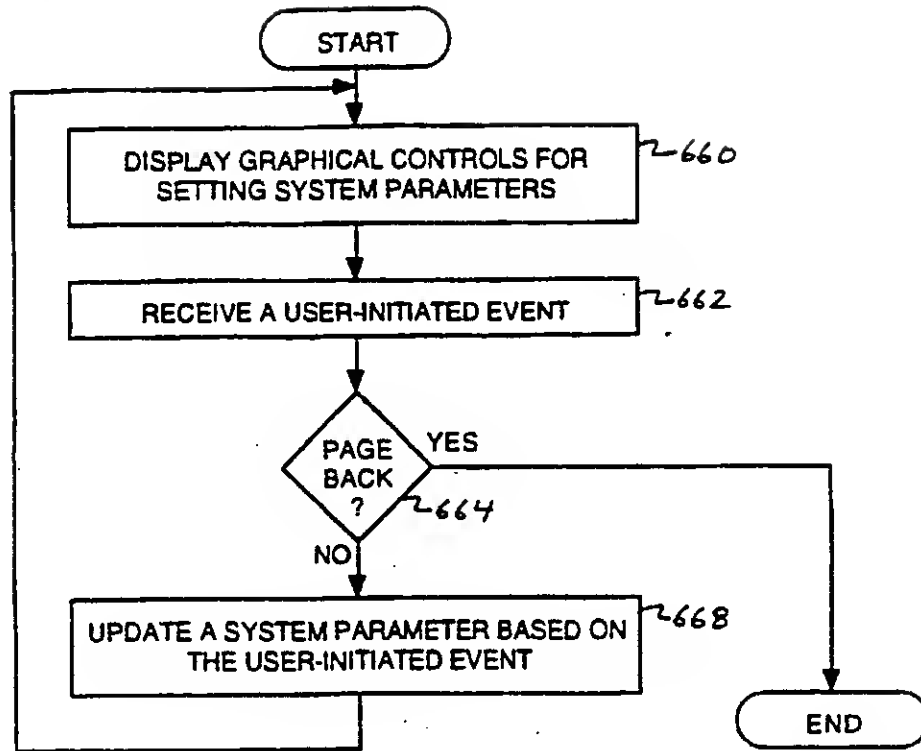 START
DISPLAY GRAPHICAL CONTROLS FOR
SETTING SYSTEM PARAMETERS
660
RECEIVE A USER-INITIATED EVENT
662
PAGE
BACK
?
YES
664
NO
UPDATE A SYSTEM PARAMETER BASED ON
THE USER-INITIATED EVENT
668
END